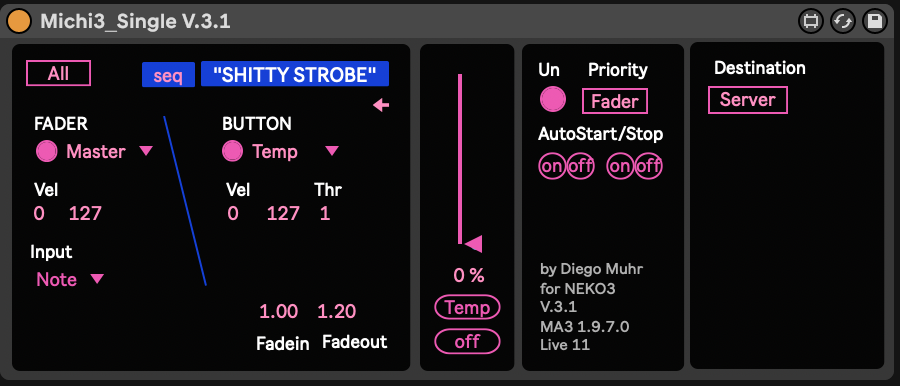 Michi3_Single V.3.1
All
seq
"SHITTY STROBE"
FADER
BUTTON
Master
Temp
Vel
Vel
Thr
0
127
0
127
1
Input
Note
1.00
1.20
Fadein
Fadeout
0 %
Temp
off
Un
Priority
Fader
AutoStart/Stop
on
off
on
off
by Diego Muhr
for NEKO3
V.3.1
MA3 1.9.7.0
Live 11
Destination
Server